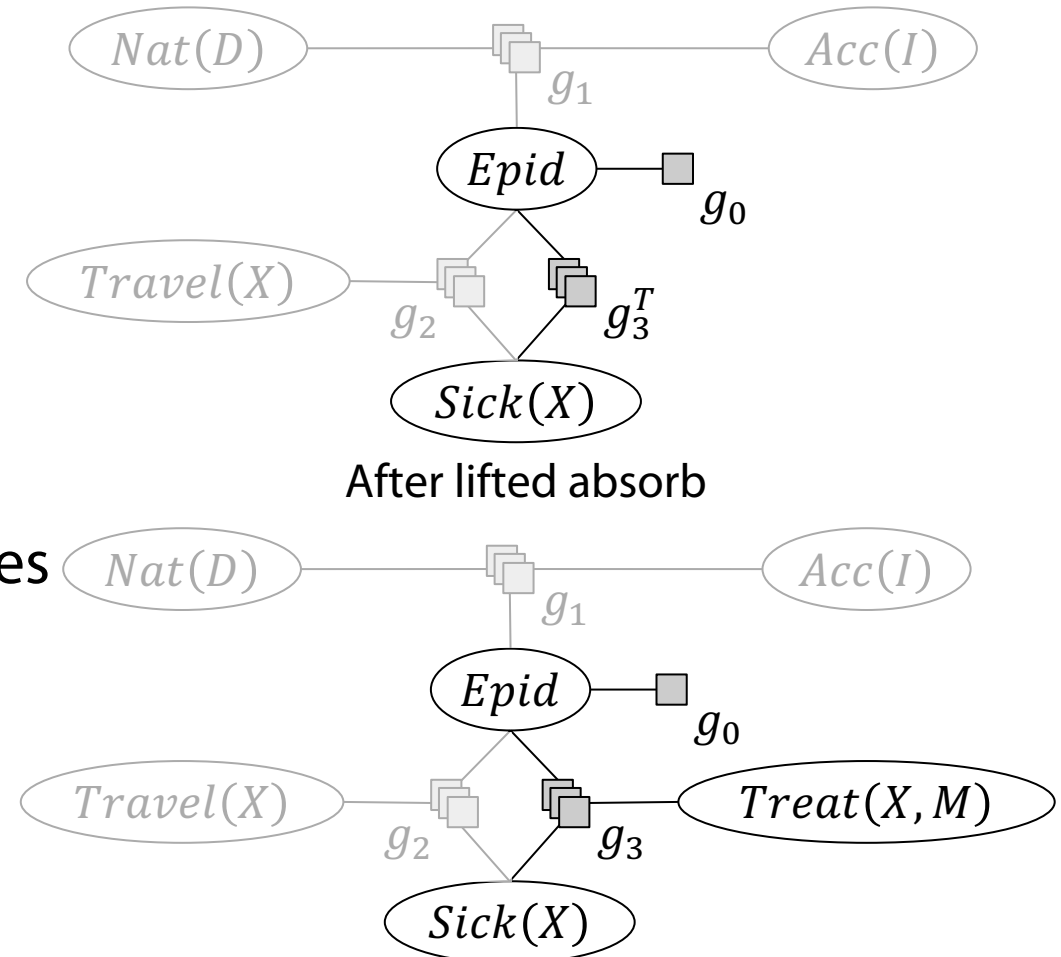 Nat(D) Acc(I)
g₁
Epid
g₀
Travel(X)
g₂ g₃ᵀ
Sick(X)
After lifted absorb
es Nat(D) Acc(I)
g₁
Epid
g₀
Travel(X) Treat(X, M)
g₂ g₃
Sick(X)